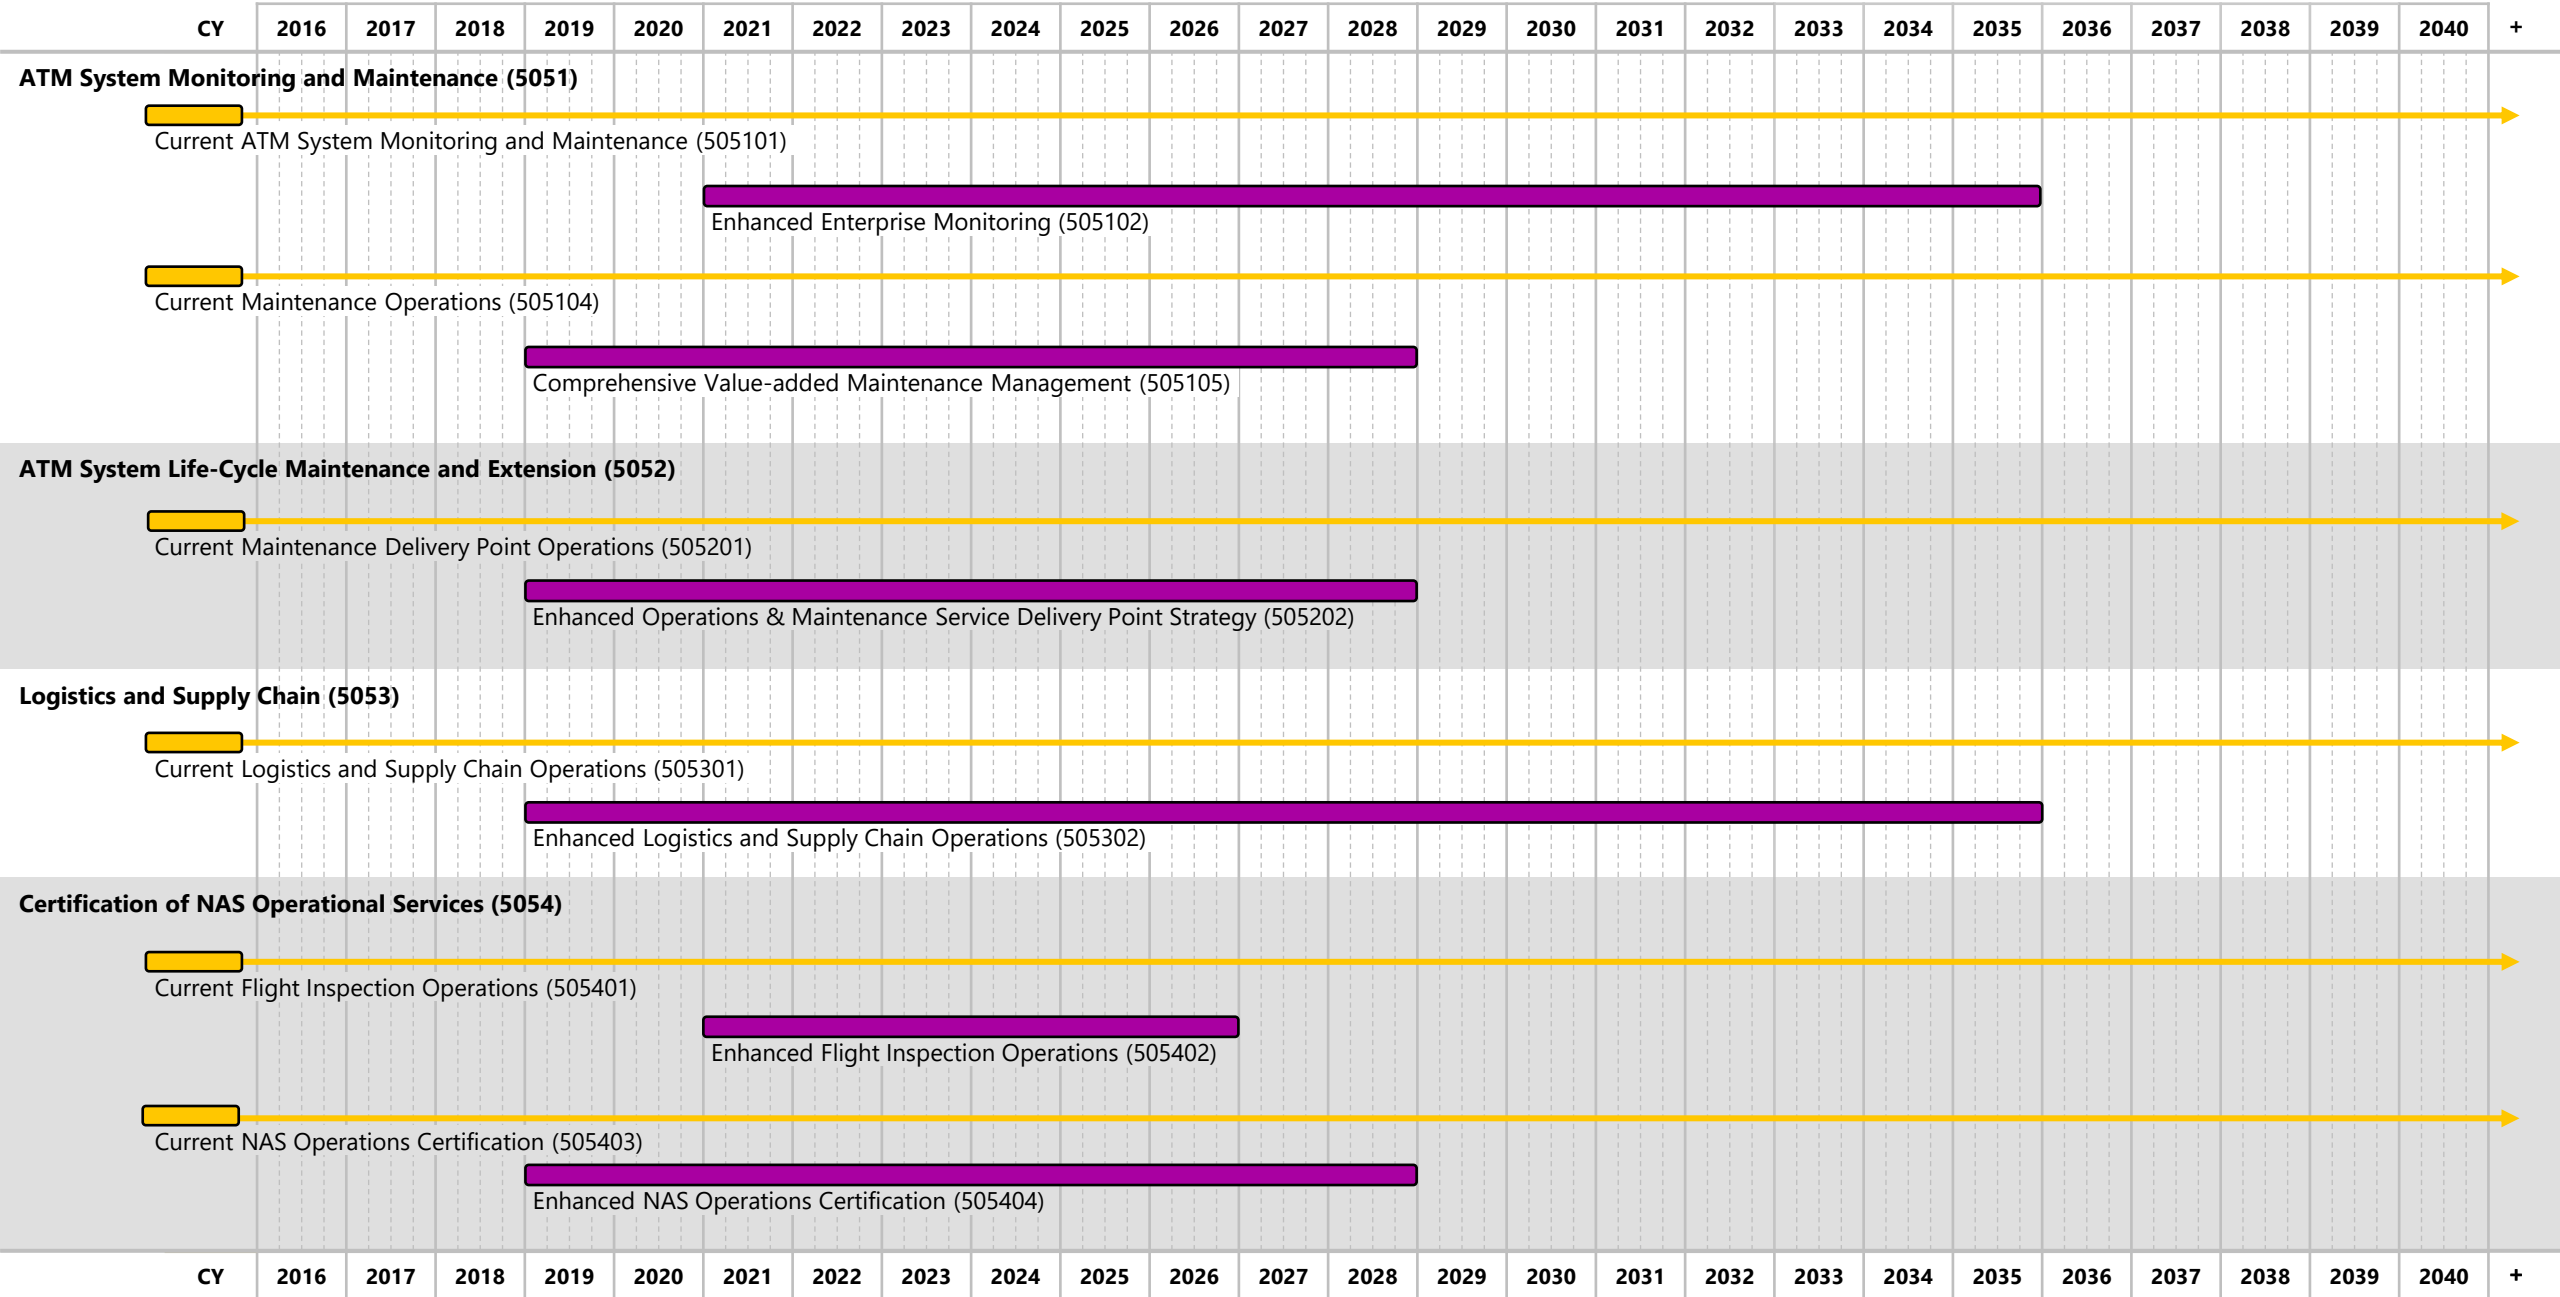 CY 2016 2017 2018 2019 2020 2021 2022 2023 2024 2025 2026 2027 2028 2029 2030 2031 2032 2033 2034 2035 2036 2037 2038 2039 2040 +
ATM System Monitoring and Maintenance (5051)
Current ATM System Monitoring and Maintenance (505101)
Enhanced Enterprise Monitoring (505102)
Current Maintenance Operations (505104)
Comprehensive Value-added Maintenance Management (505105)
ATM System Life-Cycle Maintenance and Extension (5052)
Current Maintenance Delivery Point Operations (505201)
Enhanced Operations & Maintenance Service Delivery Point Strategy (505202)
Logistics and Supply Chain (5053)
Current Logistics and Supply Chain Operations (505301)
Enhanced Logistics and Supply Chain Operations (505302)
Certification of NAS Operational Services (5054)
Current Flight Inspection Operations (505401)
Enhanced Flight Inspection Operations (505402)
Current NAS Operations Certification (505403)
Enhanced NAS Operations Certification (505404)
CY 2016 2017 2018 2019 2020 2021 2022 2023 2024 2025 2026 2027 2028 2029 2030 2031 2032 2033 2034 2035 2036 2037 2038 2039 2040 +